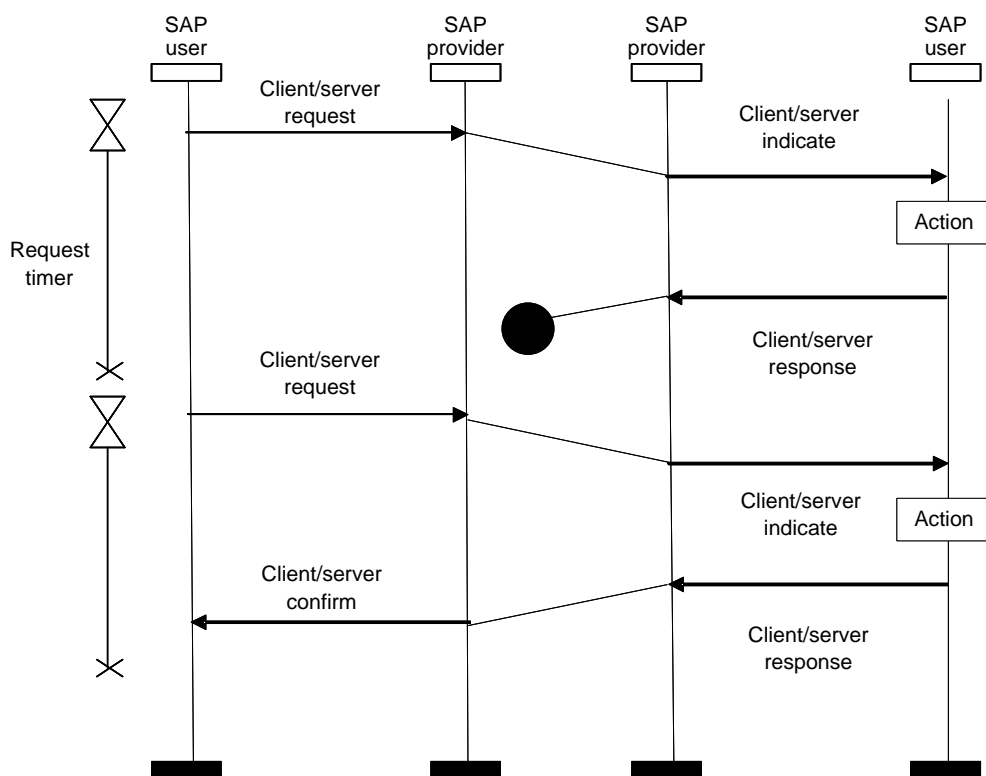 SAP
user
SAP
provider
SAP
provider
SAP
user
Client/server
request
Client/server
indicate
Action
Request
timer
Client/server
response
Client/server
request
Client/server
indicate
Action
Client/server
confirm
Client/server
response